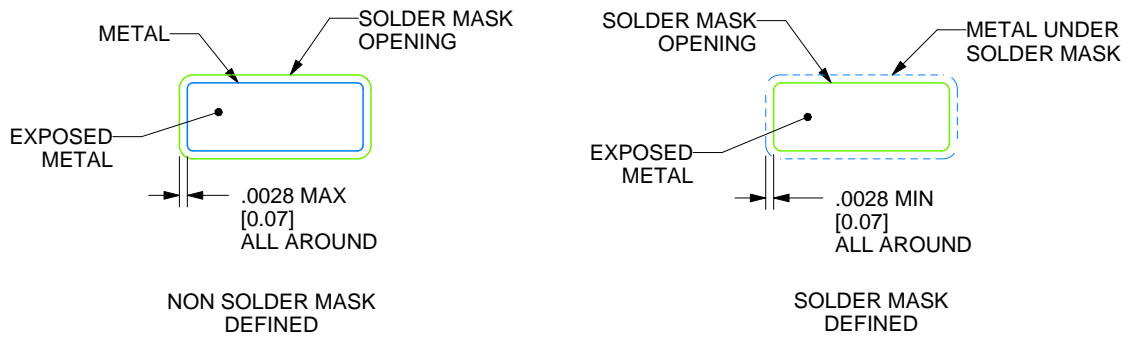 METAL
SOLDER MASK
OPENING
EXPOSED
METAL
.0028 MAX
[0.07]
ALL AROUND
NON SOLDER MASK
DEFINED
SOLDER MASK
OPENING
METAL UNDER
SOLDER MASK
EXPOSED
METAL
.0028 MIN
[0.07]
ALL AROUND
SOLDER MASK
DEFINED